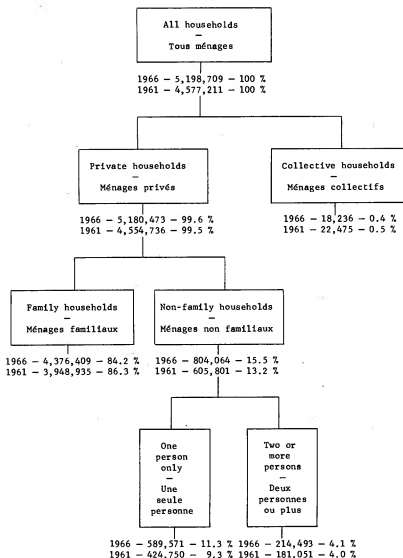 All households
—
Tous ménages
1966 — 5,198,709 — 100 %
1961 — 4,577,211 — 100 %
Private households
—
Ménages privés
Collective households
—
Ménages collectifs
1966 — 5,180,473 — 99.6 %
1961 — 4,554,736 — 99.5 %
1966 — 18,236 — 0.4 %
1961 — 22,475 — 0.5 %
Family households
—
Ménages familiaux
Non-family households
—
Ménages non familiaux
1966 — 4,376,409 — 84.2 %
1961 — 3,948,935 — 86.3 %
1966 — 804,064 — 15.5 %
1961 — 605,801 — 13.2 %
One
person
only
—
Une
seule
personne
Two or
more
persons
—
Deux
personnes
ou plus
1966 — 589,571 — 11.3 %
1961 — 424,750 — 9.3 %
1966 — 214,493 — 4.1 %
1961 — 181,051 — 4.0 %